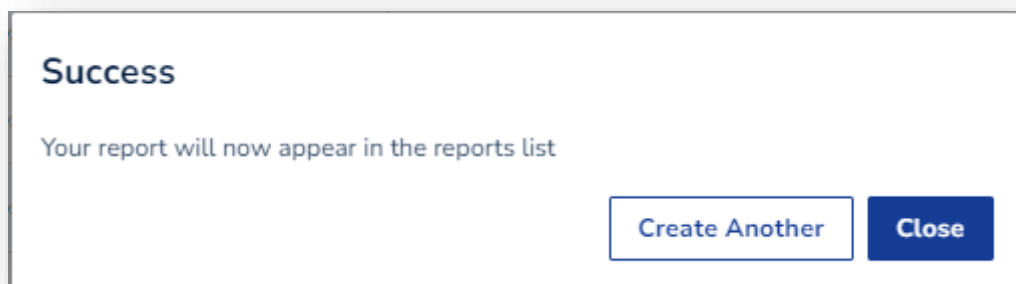 Success
Your report will now appear in the reports list
Create Another
Close